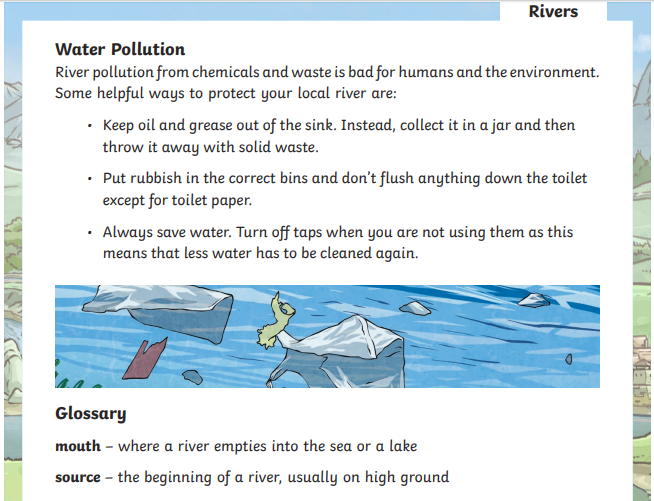 Rivers
Water Pollution
River pollution from chemicals and waste is bad for humans and the environment.
Some helpful ways to protect your local river are:
• Keep oil and grease out of the sink. Instead, collect it in a jar and then
throw it away with solid waste.
• Put rubbish in the correct bins and don’t flush anything down the toilet
except for toilet paper.
• Always save water. Turn off taps when you are not using them as this
means that less water has to be cleaned again.
Glossary
mouth – where a river empties into the sea or a lake
source – the beginning of a river, usually on high ground